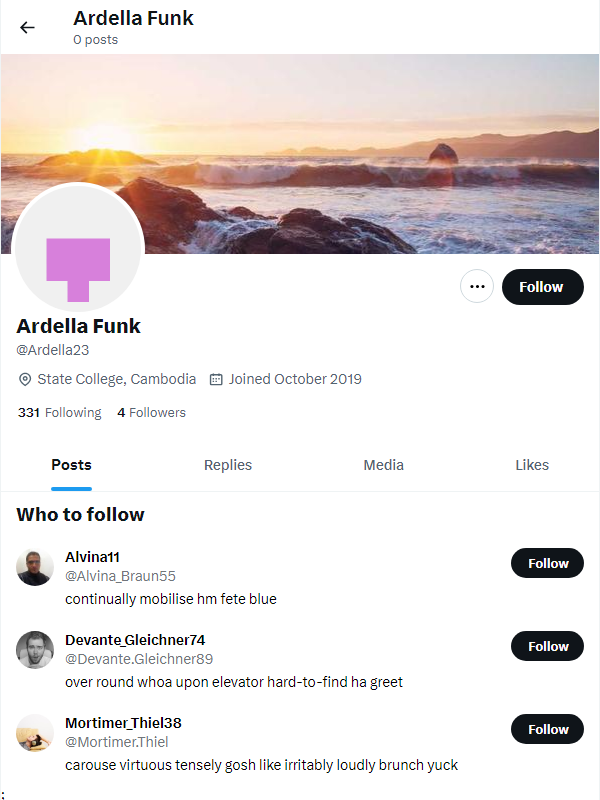 Ardella Funk
0 posts
Follow
Ardella Funk
@Ardella23
State College, Cambodia Joined October 2019
331 Following 4 Followers
Posts Replies Media Likes
Who to follow
Alvina11
@Alvina_Braun55
Follow
continually mobilise hm fete blue
Devante_Gleichner74
@Devante.Gleichner89
Follow
over round whoa upon elevator hard-to-find ha greet
Mortimer_Thiel38
@Mortimer.Thiel
Follow
carouse virtuous tensely gosh like irritably loudly brunch yuck
;